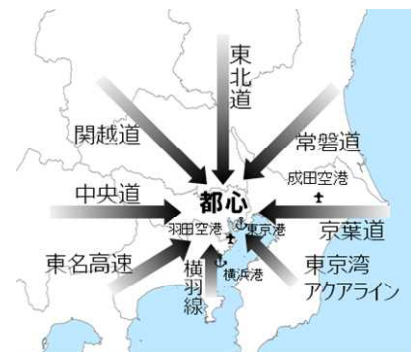 東北道
関越道
常磐道
成田空港
中央道
都心
羽田空港
東京港
京葉道
東名高速
横羽線
横浜港
東京湾
アクアライン